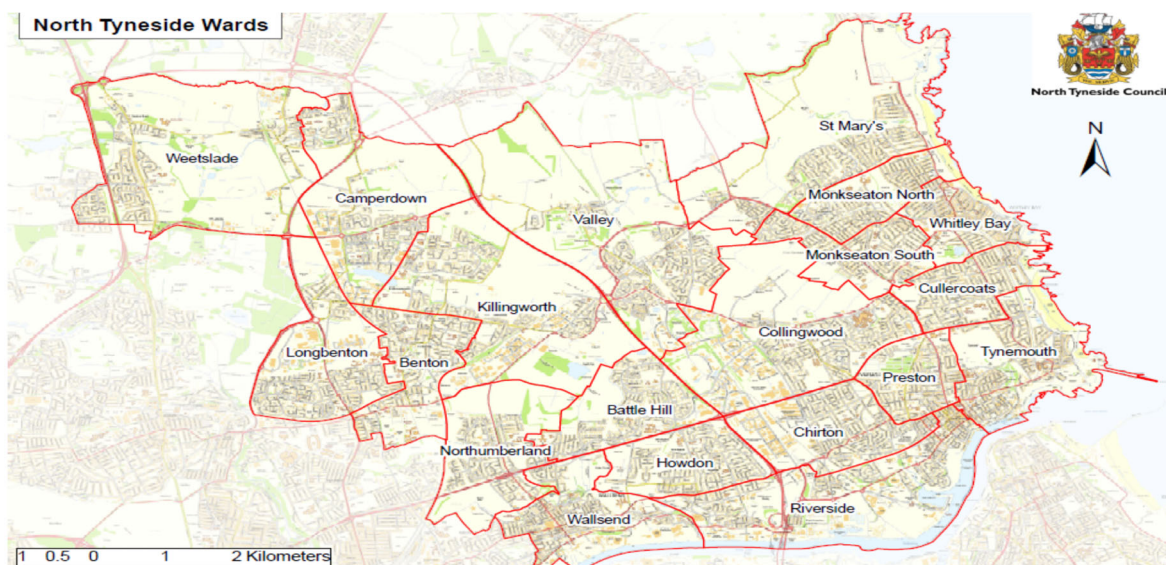 North Tyneside Wards
North Tyneside Council
N
St Mary's
Weetslade
Monkseaton North
Camperdown
Valley
Whitley Bay
Monkseaton South
Cullercoats
Killingworth
Collingwood
Longbenton
Benton
Tynemouth
Preston
Battle Hill
Chirton
Northumberland
Howdon
Riverside
Wallsend
1 0.5 0 1 2 Kilometers